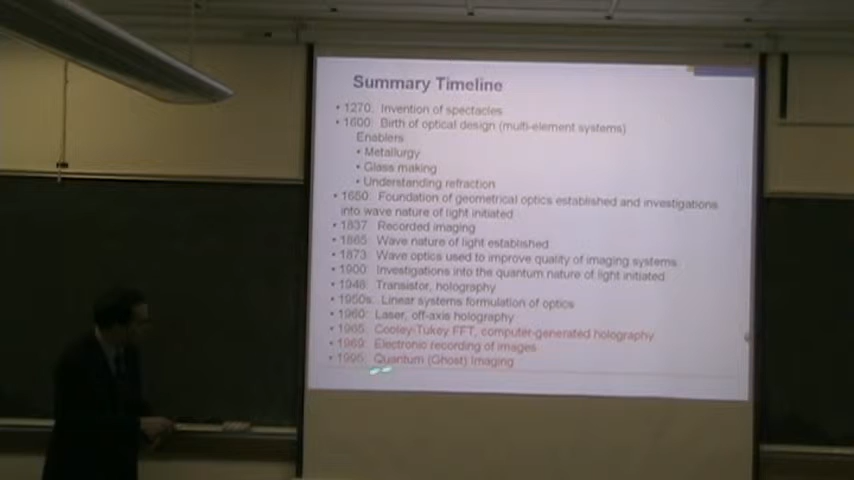 Summary Timeline
• 1270: Invention of spectacles
• 1600: Birth of optical design (multi-element systems)
Enablers
• Metallurgy
• Glass making
• Understanding refraction
• 1650: Foundation of geometrical optics established and investigations
into wave nature of light initiated
• 1837: Recorded imaging
• 1865: Wave nature of light established
• 1873: Wave optics used to improve quality of imaging systems
• 1900: Investigations into the quantum nature of light initiated
• 1948: Transistor, holography
• 1950s: Linear systems formulation of optics
• 1960: Laser, off-axis holography
• 1965: Cooley-Tukey FFT, computer-generated holography
• 1969: Electronic recording of images
• 1995: Quantum (Ghost) Imaging